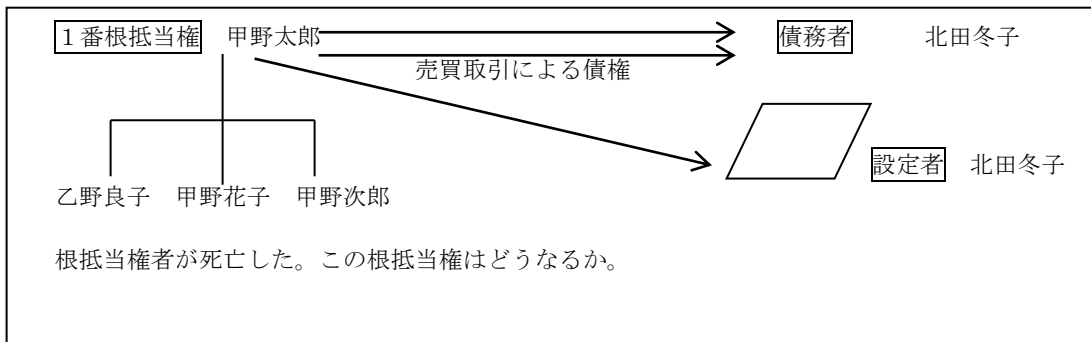 １番根抵当権 甲野太郎 債務者 北田冬子
売買取引による債権
設定者 北田冬子
乙野良子 甲野花子 甲野次郎
根抵当権者が死亡した。この根抵当権はどうなるか。